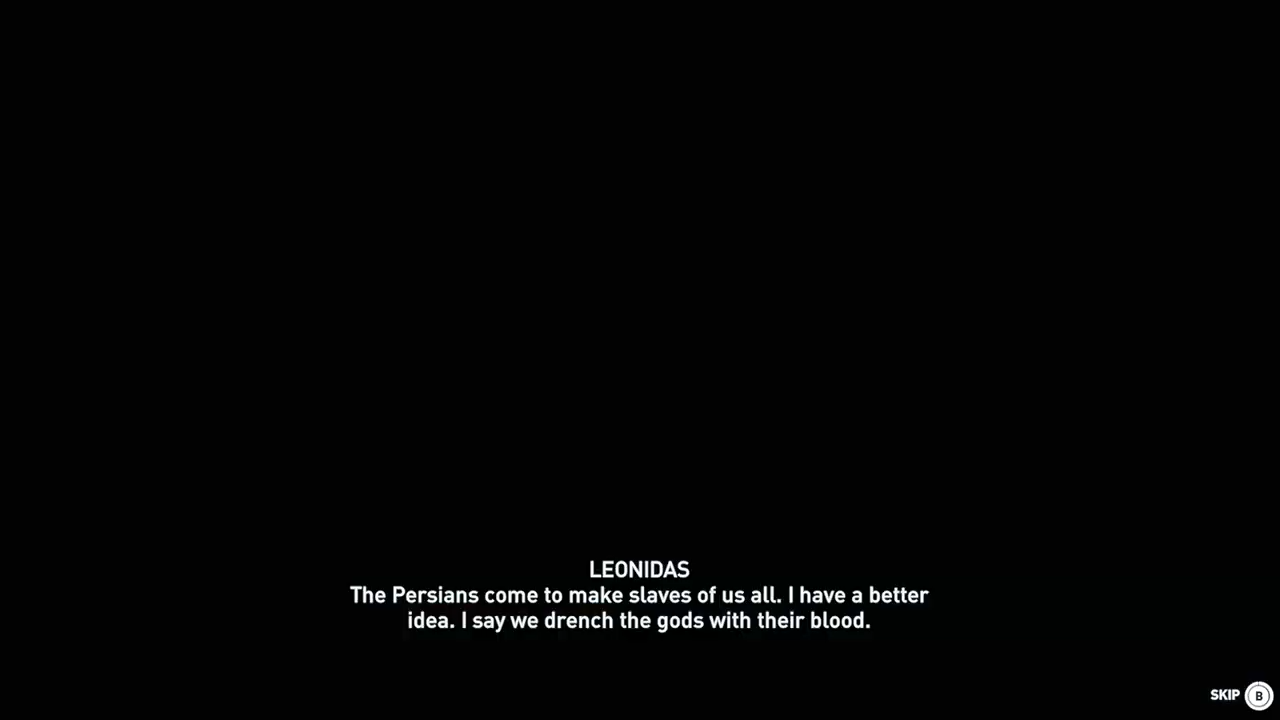 LEONIDAS
The Persians come to make slaves of us all. I have a better
idea. I say we drench the gods with their blood.
SKIP B